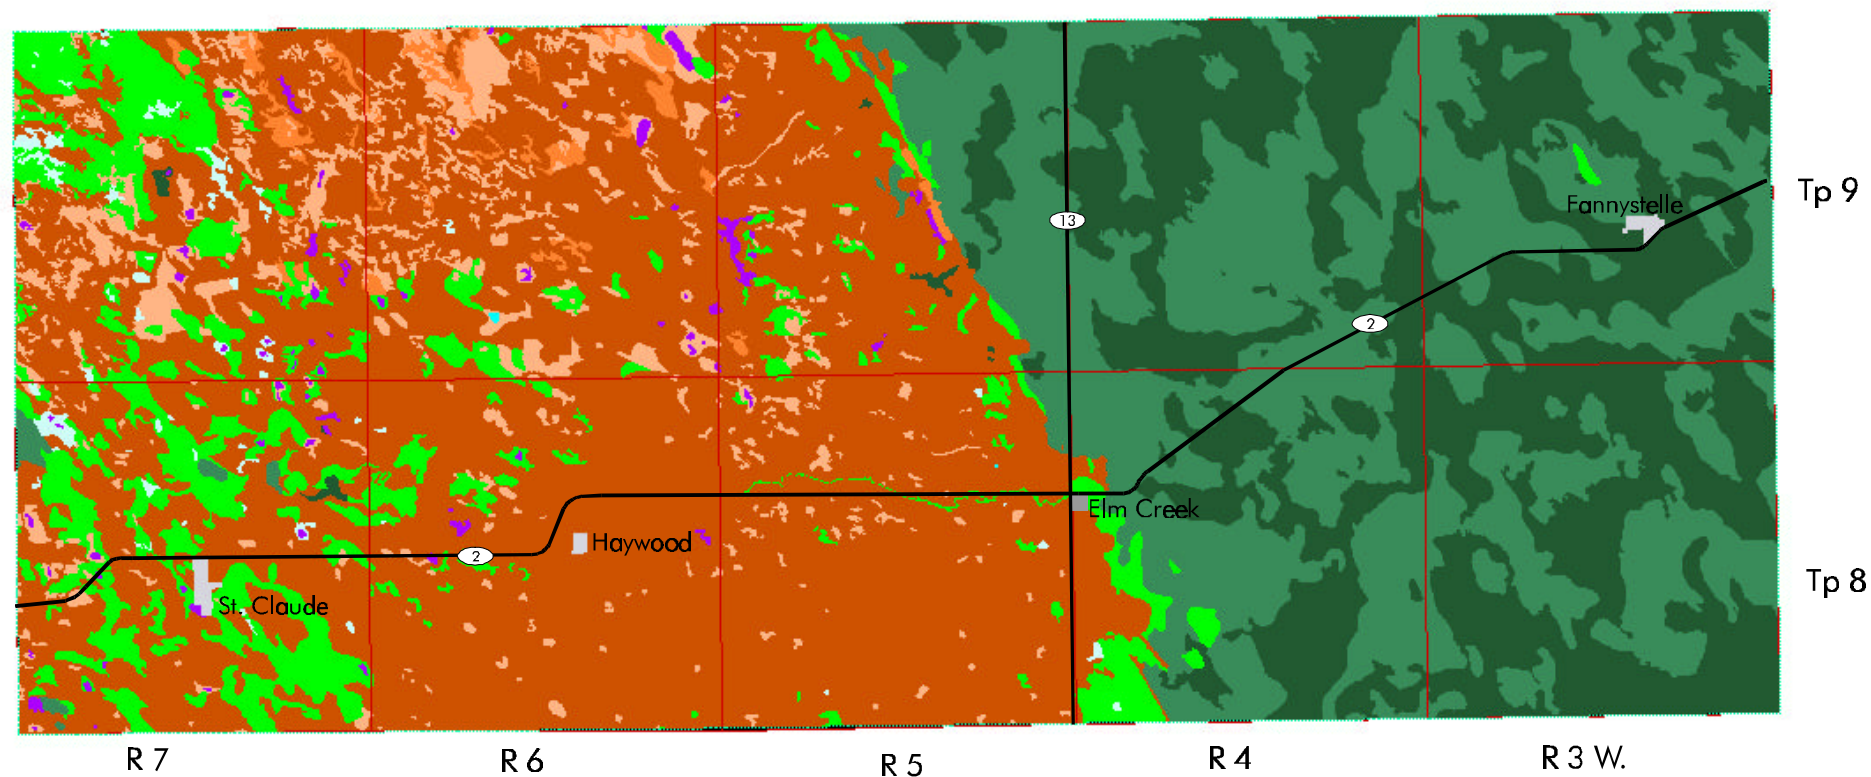 Tp 9
Fannystelle
13
2
Elm Creek
Haywood
2
Tp 8
St. Claude
R 7
R 6
R 5
R 4
R 3 W.